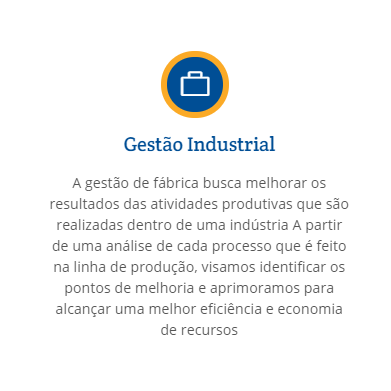 Gestão Industrial
A gestão de fábrica busca melhorar os
resultados das atividades produtivas que são
realizadas dentro de uma indústria A partir
de uma análise de cada processo que é feito
na linha de produção, visamos identificar os
pontos de melhoria e aprimoramos para
alcançar uma melhor eficiência e economia
de recursos